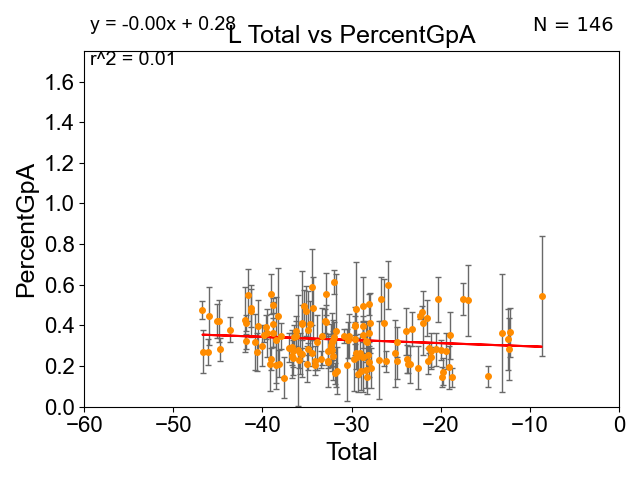 y = -0.00x + 0.28
L Total vs PercentGpA
N = 146
r^2 = 0.01
PercentGpA
1.6
1.4
1.2
1.0
0.8
0.6
0.4
0.2
0.0
−60
−50
−40
−30
−20
−10
0
Total